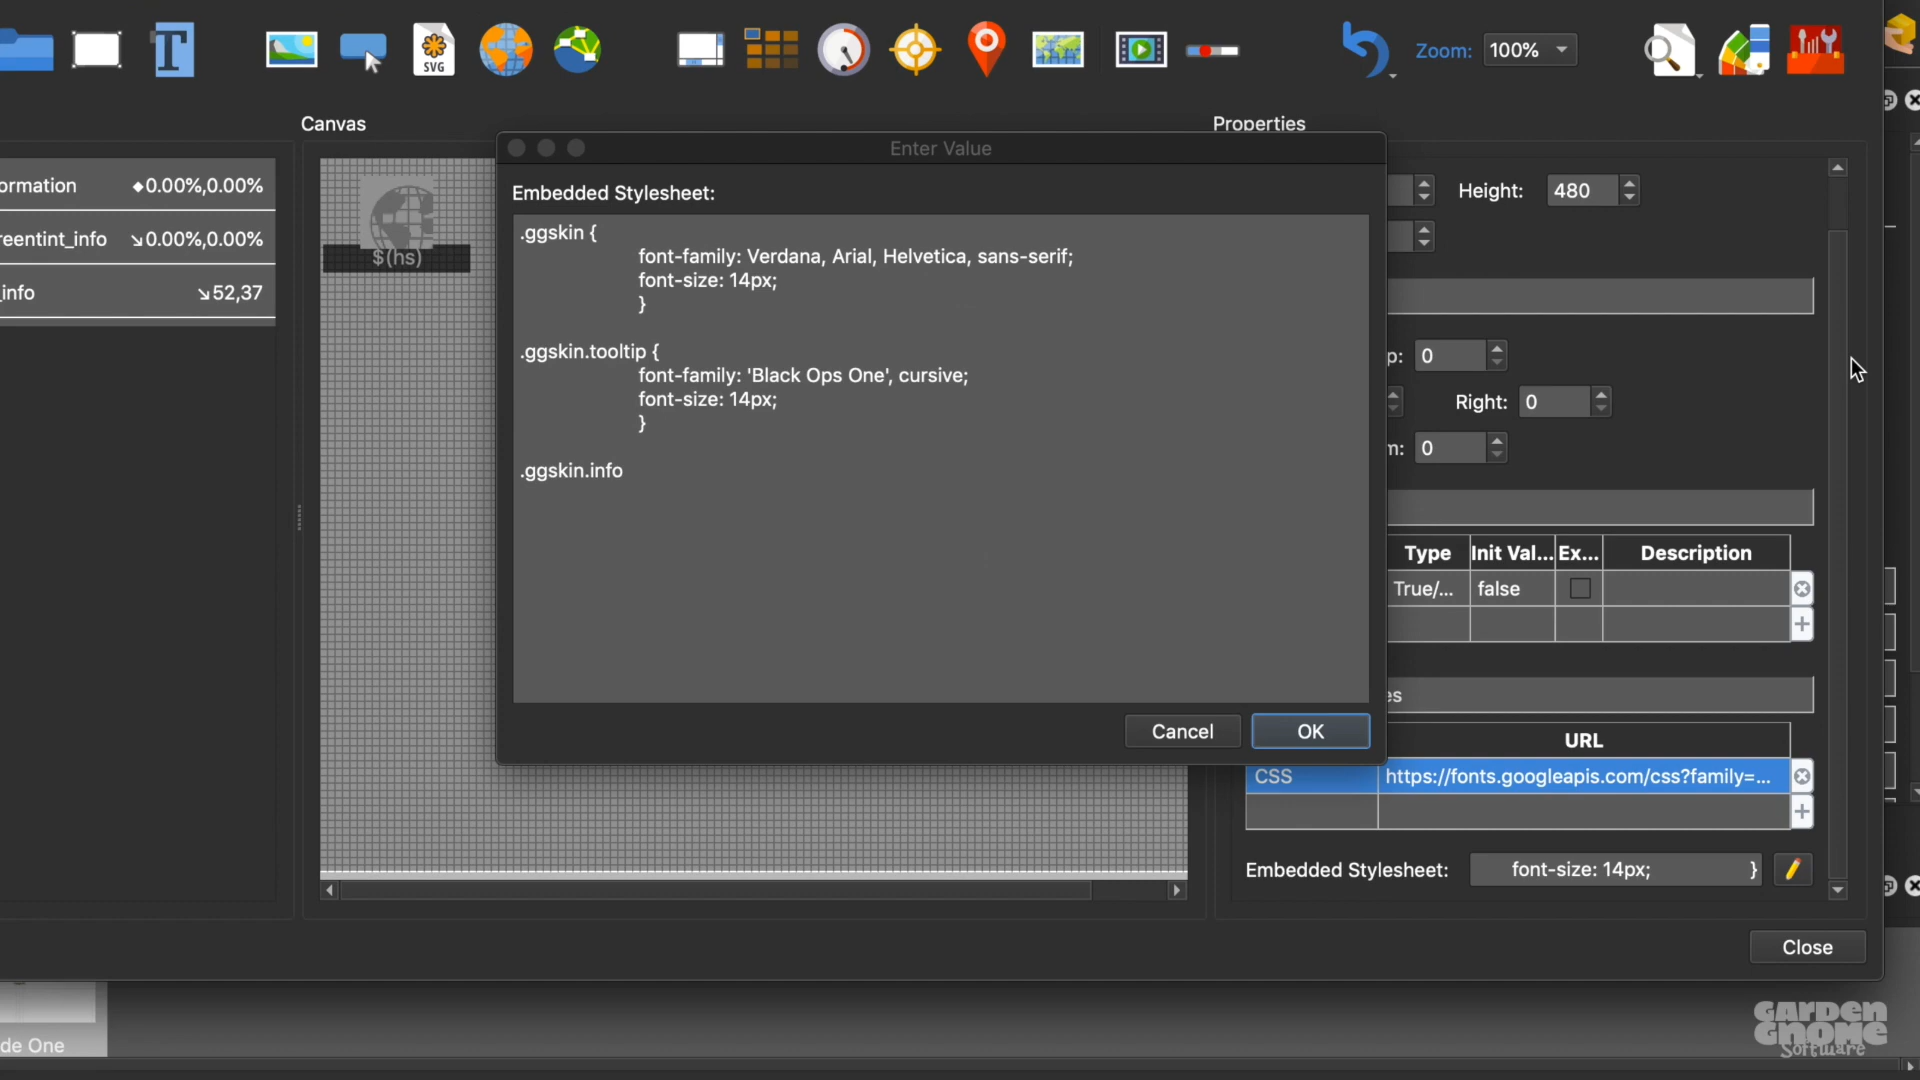 T
SVG
Zoom:
100%
Canvas
Properties
ormation
0.00%,0.00%
reentint_info
0.00%,0.00%
_info
52,37
$(hs)
Enter Value
Embedded Stylesheet:
.ggskin {
font-family: Verdana, Arial, Helvetica, sans-serif;
font-size: 14px;
}
.ggskin.tooltip {
font-family: 'Black Ops One', cursive;
font-size: 14px;
}
.ggskin.info
Cancel
OK
Height:
480
p:
0
Right:
0
m:
0
Type
Init Val...
Ex...
Description
True/...
false
es
URL
CSS
https://fonts.googleapis.com/css?family=...
Embedded Stylesheet:
font-size: 14px;
}
Close
de One
GARDEN
GNOME
Software